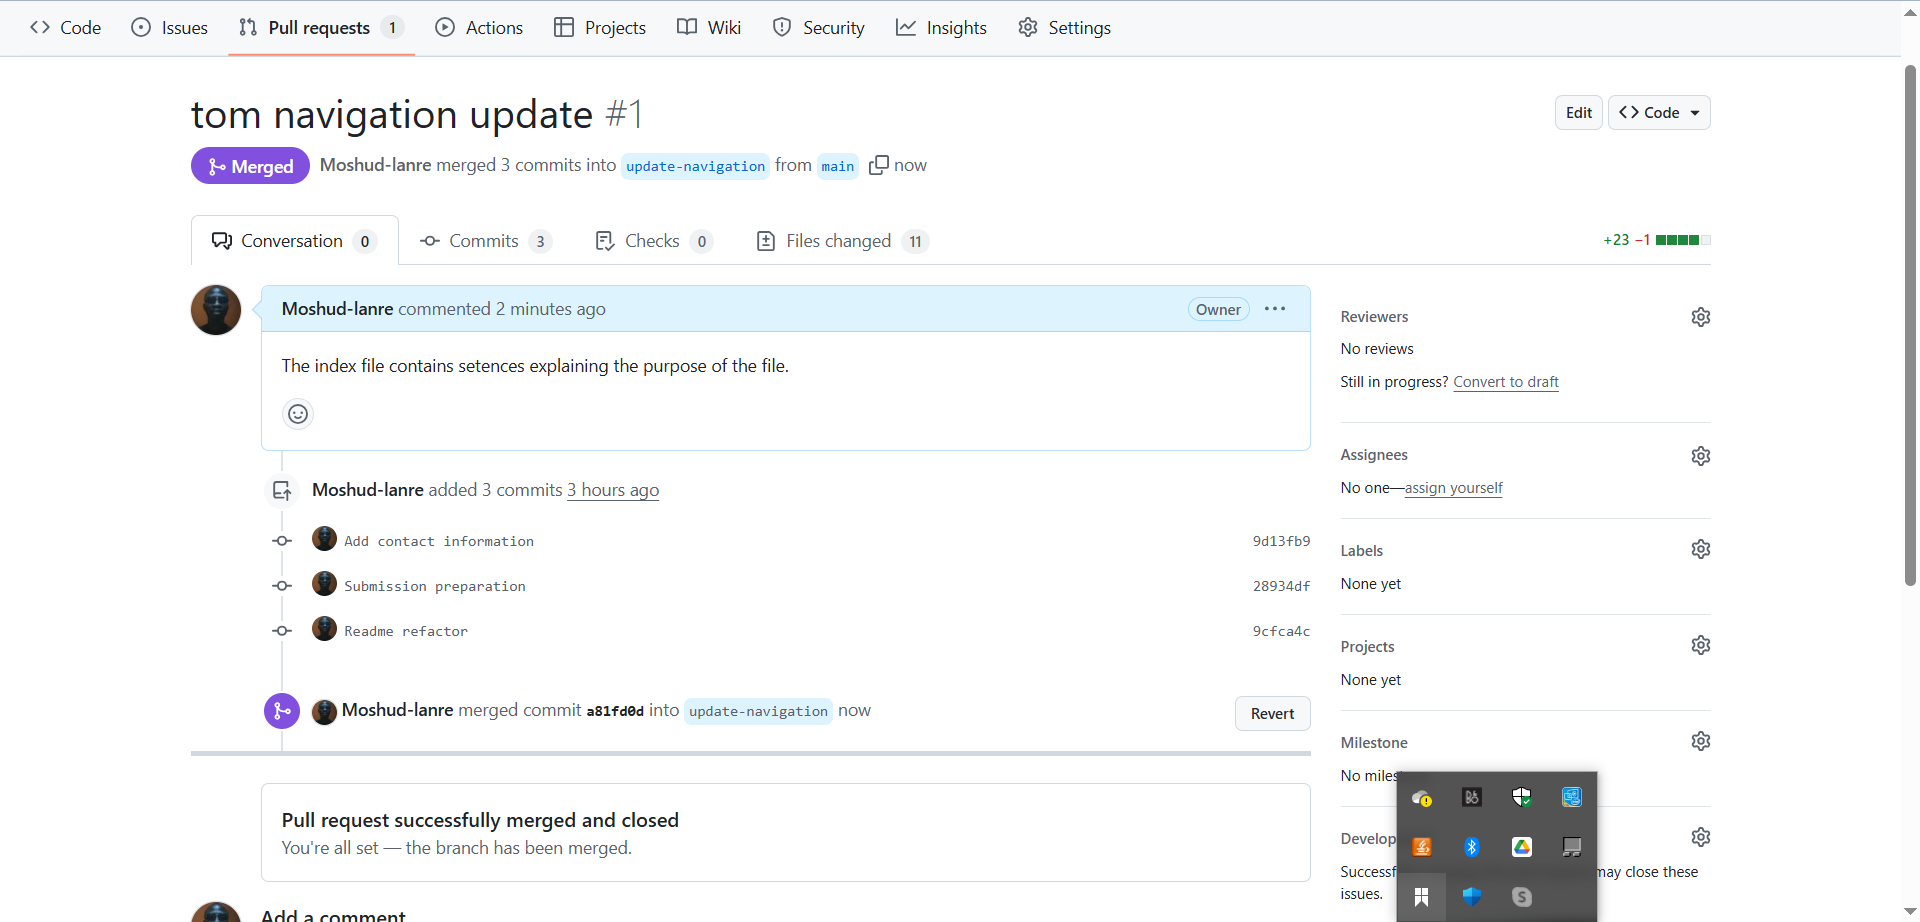 Code Issues Pull requests 1 Actions Projects Wiki Security Insights Settings
tom navigation update #1
Edit Code
Merged Moshud-lanre merged 3 commits into update-navigation from main now
Conversation 0 Commits 3 Checks 0 Files changed 11
+23 −1
Moshud-lanre commented 2 minutes ago Owner
The index file contains setences explaining the purpose of the file.
Moshud-lanre added 3 commits 3 hours ago
Add contact information 9d13fb9
Submission preparation 28934df
Readme refactor 9cfca4c
Moshud-lanre merged commit a81fd0d into update-navigation now
Revert
Pull request successfully merged and closed
You're all set — the branch has been merged.
Add a comment
Reviewers
No reviews
Still in progress? Convert to draft
Assignees
No one—assign yourself
Labels
None yet
Projects
None yet
Milestone
No miles
Develop
Successf may close these
issues.